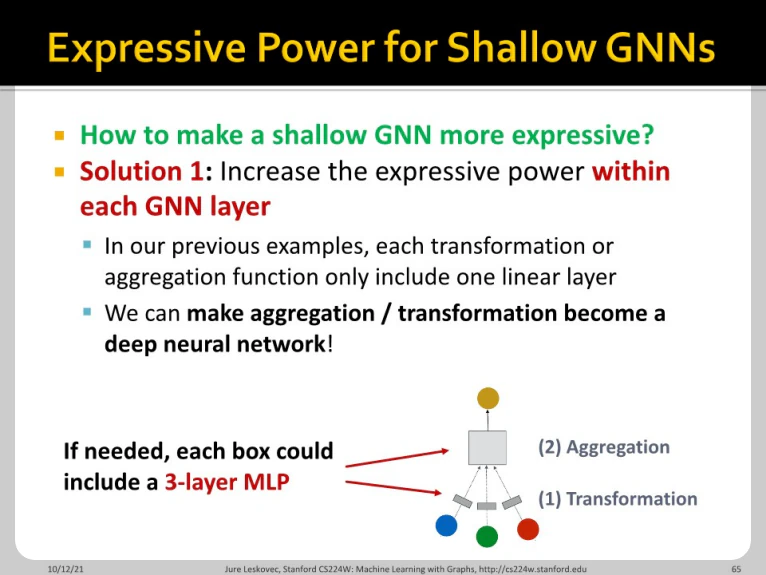 Expressive Power for Shallow GNNs
How to make a shallow GNN more expressive?
Solution 1: Increase the expressive power within
each GNN layer
In our previous examples, each transformation or
aggregation function only include one linear layer
We can make aggregation / transformation become a
deep neural network!
If needed, each box could
include a 3-layer MLP
(2) Aggregation
(1) Transformation
10/12/21
Jure Leskovec, Stanford CS224W: Machine Learning with Graphs, http://cs224w.stanford.edu
65